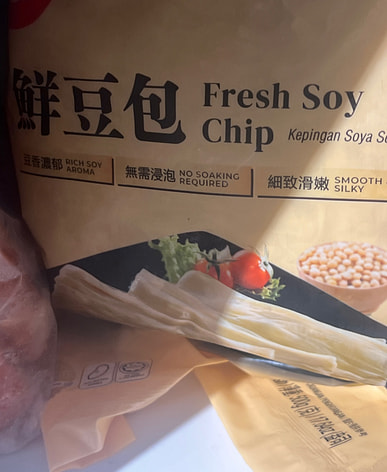 鮮豆包
Fresh Soy
Chip Kepingan Soya
豆香濃郁 RICH SOY
AROMA
無需浸泡 NO SOAKING
REQUIRED
細致滑嫩 SMOOTH
SILKY